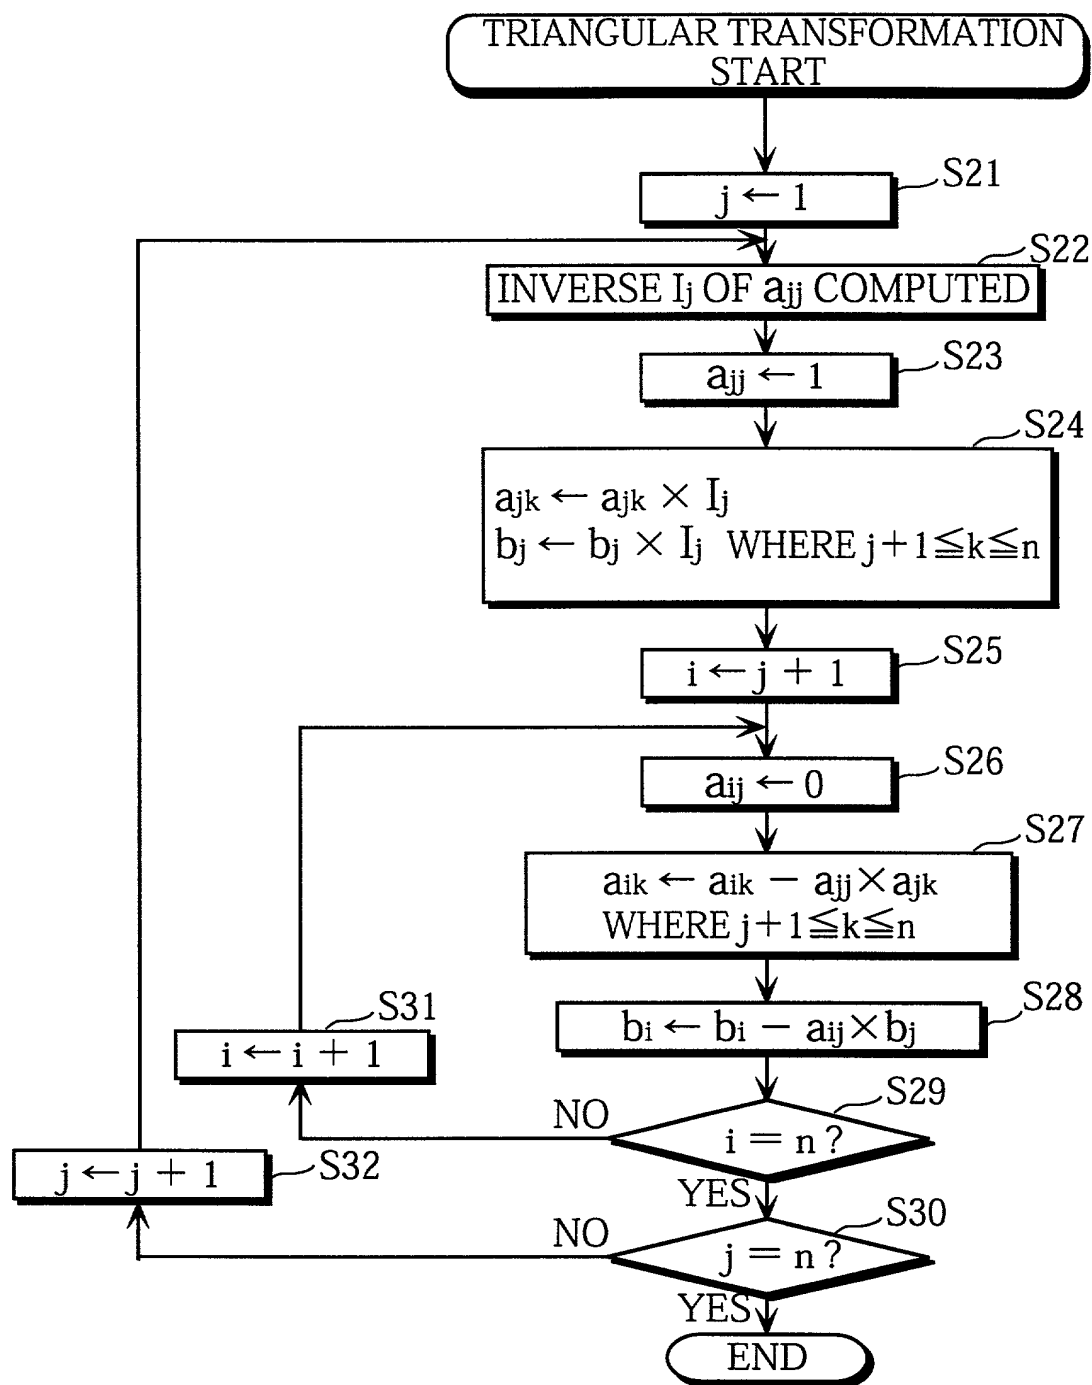 TRIANGULAR TRANSFORMATION
START
S21
j ← 1
S22
INVERSE Ij OF ajj COMPUTED
S23
ajj ← 1
S24
ajk ← ajk × Ij
bj ← bj × Ij WHERE j+1≦k≦n
S25
i ← j + 1
S26
aij ← 0
S27
aik ← aik − ajj×ajk
WHERE j+1≦k≦n
S28
bi ← bi − aij×bj
S31
i ← i + 1
S29
NO
i = n ?
S32
j ← j + 1
YES
S30
NO
j = n ?
YES
END